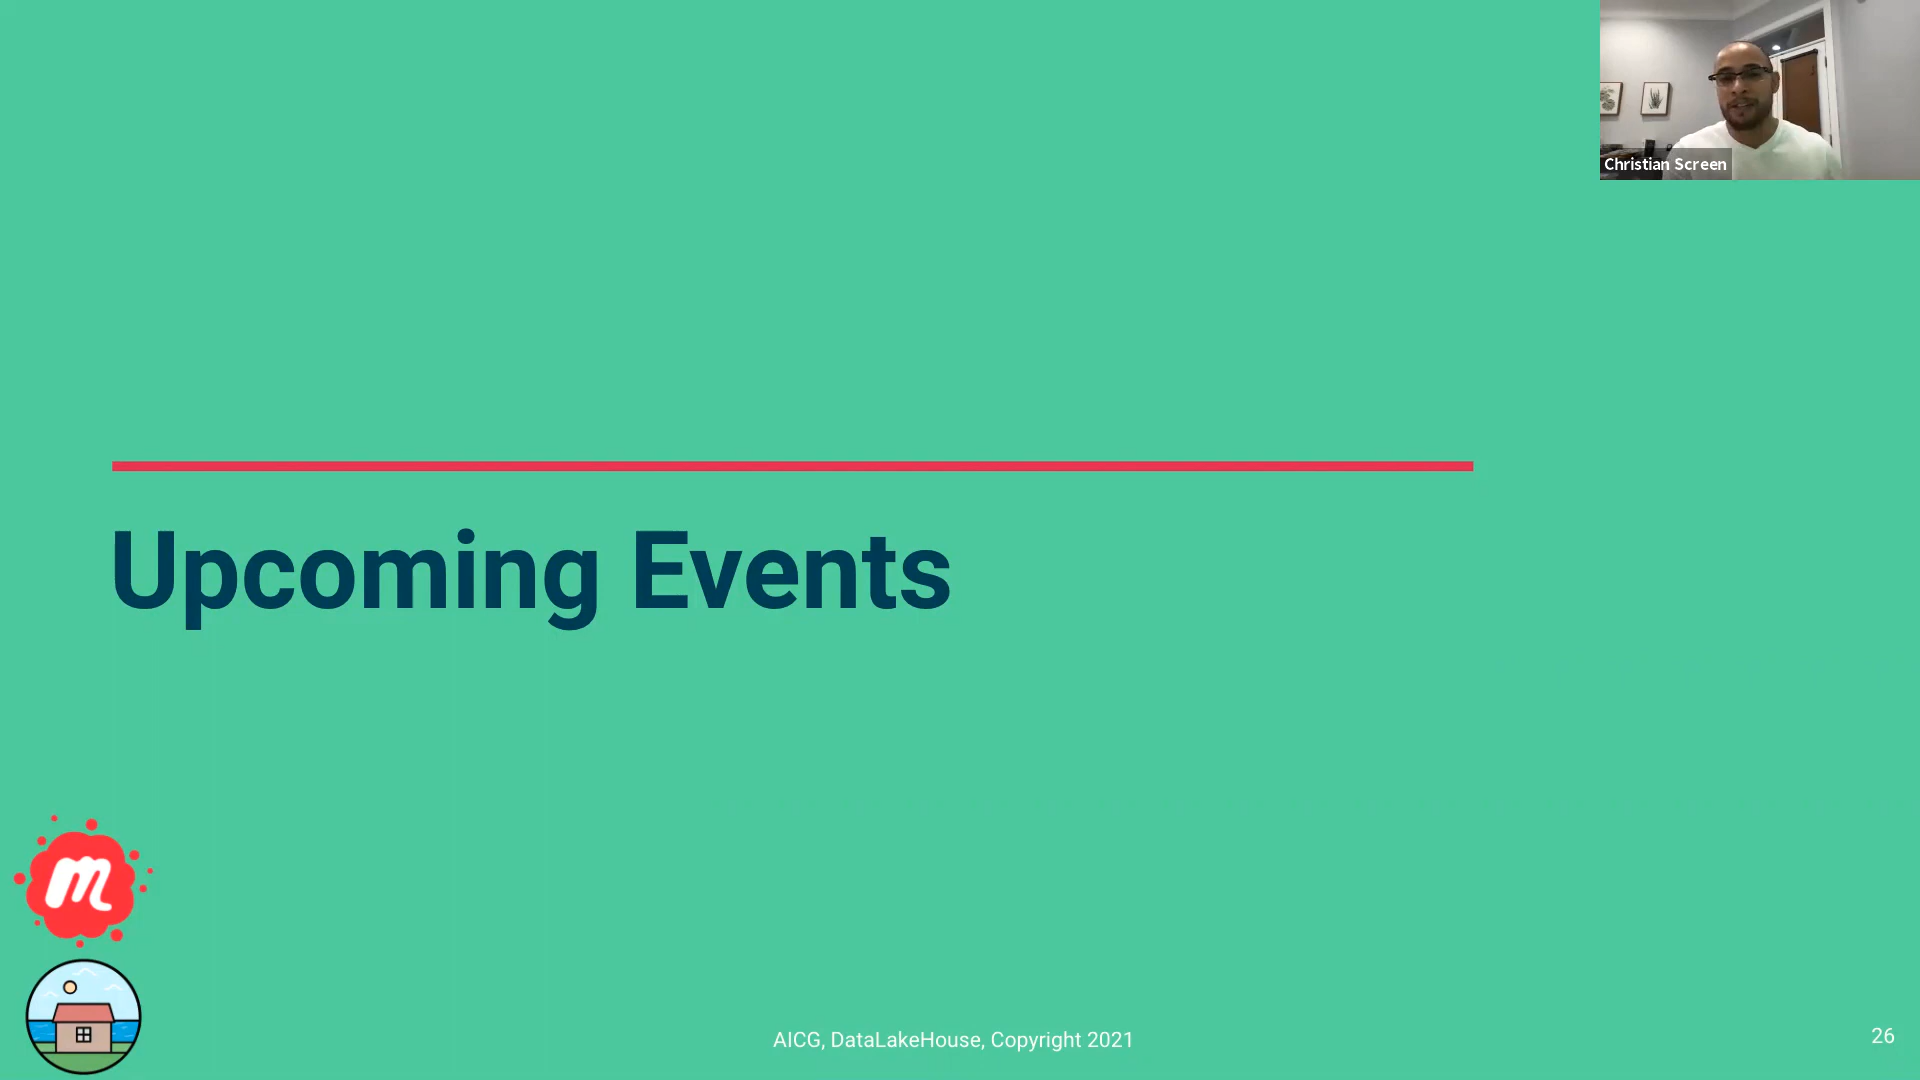 Christian Screen
Upcoming Events
m
AICG, DataLakeHouse, Copyright 2021
26